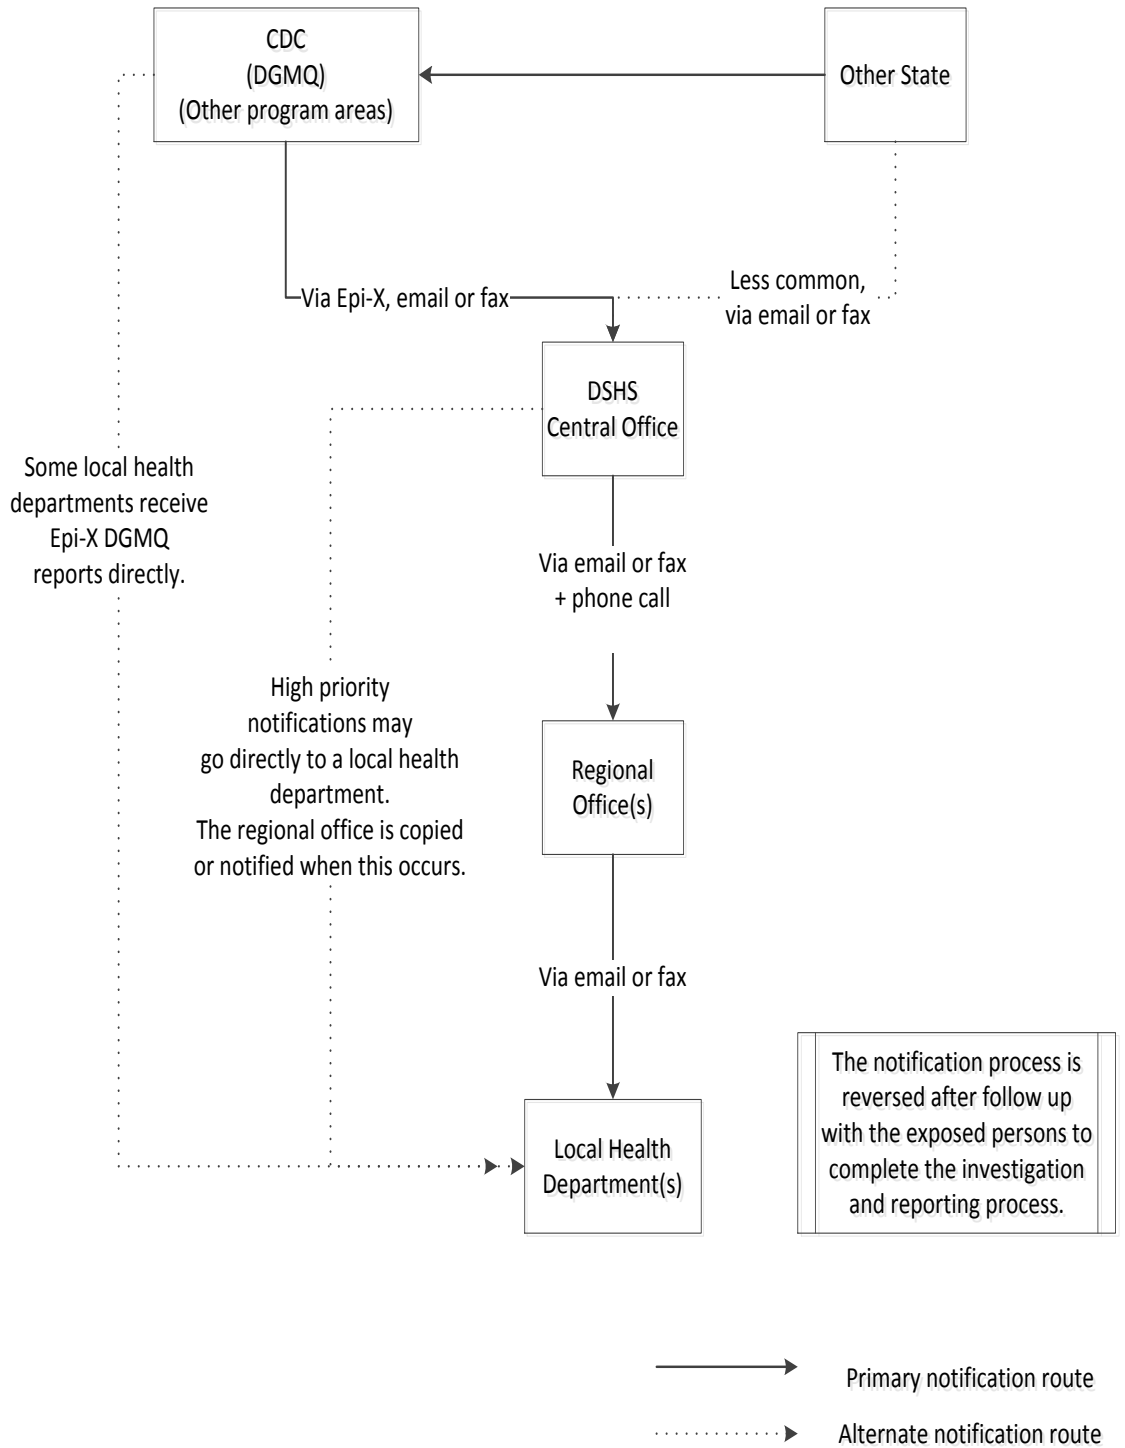 CDC
(DGMQ)
(Other program areas)
Other State
Via Epi-X, email or fax
Less common,
via email or fax
DSHS
Central Office
Some local health
departments receive
Epi-X DGMQ
reports directly.
Via email or fax
+ phone call
High priority
notifications may
go directly to a local health
department.
The regional office is copied
or notified when this occurs.
Regional
Office(s)
Via email or fax
The notification process is
reversed after follow up
with the exposed persons to
complete the investigation
and reporting process.
Local Health
Department(s)
Primary notification route
Alternate notification route